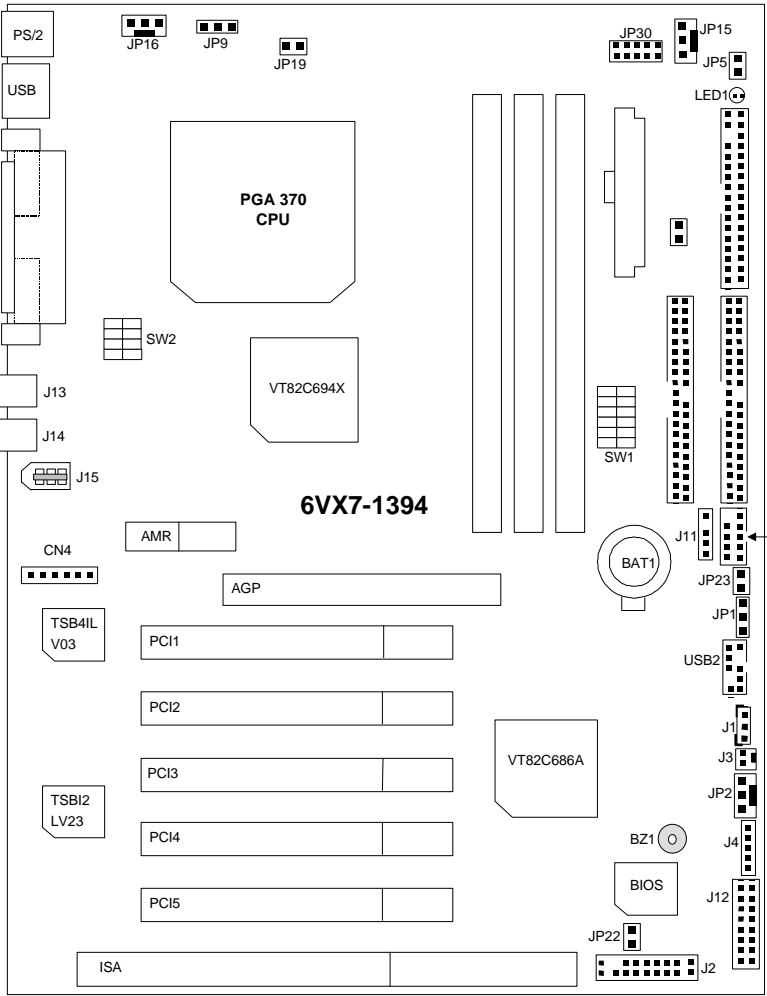 PS/2
JP16
JP9
JP19
JP30
JP15
JP5
USB
LED1
PGA 370
CPU
SW2
VT82C694X
J13
J14
SW1
J15
6VX7-1394
AMR
J11
CN4
BAT1
JP23
AGP
TSB4IL
V03
JP1
PCI1
USB2
PCI2
J1
VT82C686A
J3
PCI3
JP2
TSBI2
LV23
PCI4
BZ1
J4
BIOS
J12
PCI5
JP22
ISA
J2